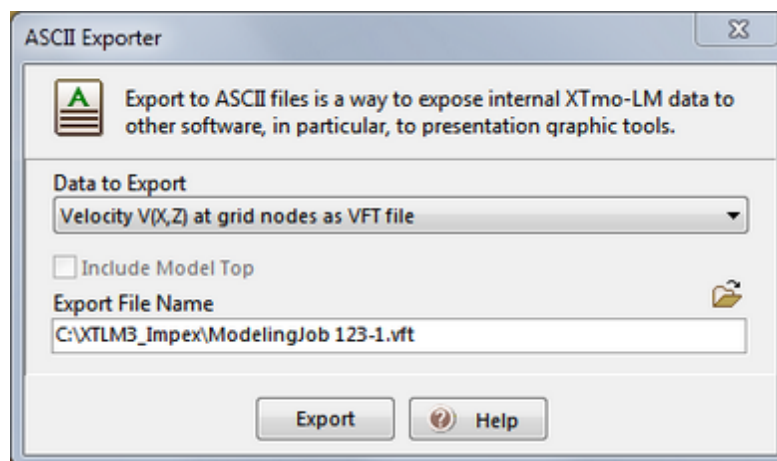 ASCII Exporter
A
Export to ASCII files is a way to expose internal XTmo-LM data to
other software, in particular, to presentation graphic tools.
Data to Export
Velocity V(X,Z) at grid nodes as VFT file
Include Model Top
Export File Name
C:\XTLM3_Impex\ModelingJob 123-1.vft
Export
? Help